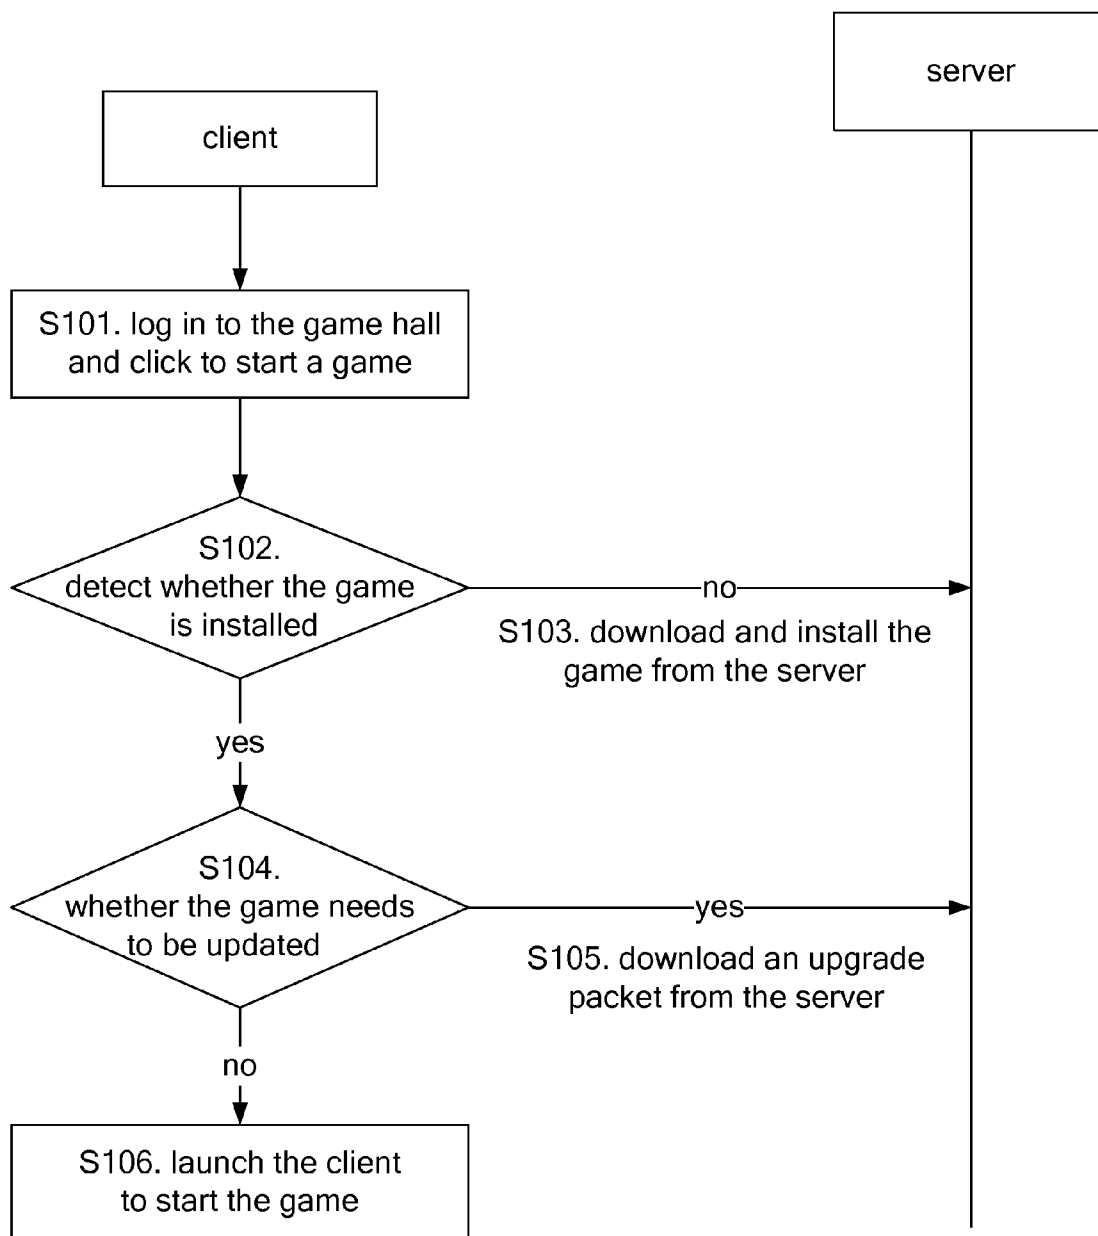 server
client
S101. log in to the game hall
and click to start a game
S102.
detect whether the game
is installed
no
S103. download and install the
game from the server
yes
S104.
whether the game needs
to be updated
yes
S105. download an upgrade
packet from the server
no
S106. launch the client
to start the game